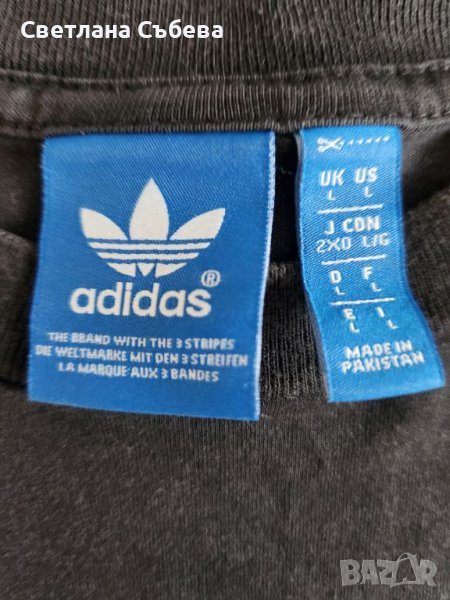 Светлана Събева
adidas®
THE BRAND WITH THE 3 STRIPES
DIE WELTMARKE MIT DEN 3 STREIFEN
LA MARQUE AUX 3 BANDES
UK US
L L
J CDN
2XO L/G
D F
L L
E I
L L
MADE IN
PAKISTAN
BAZAR